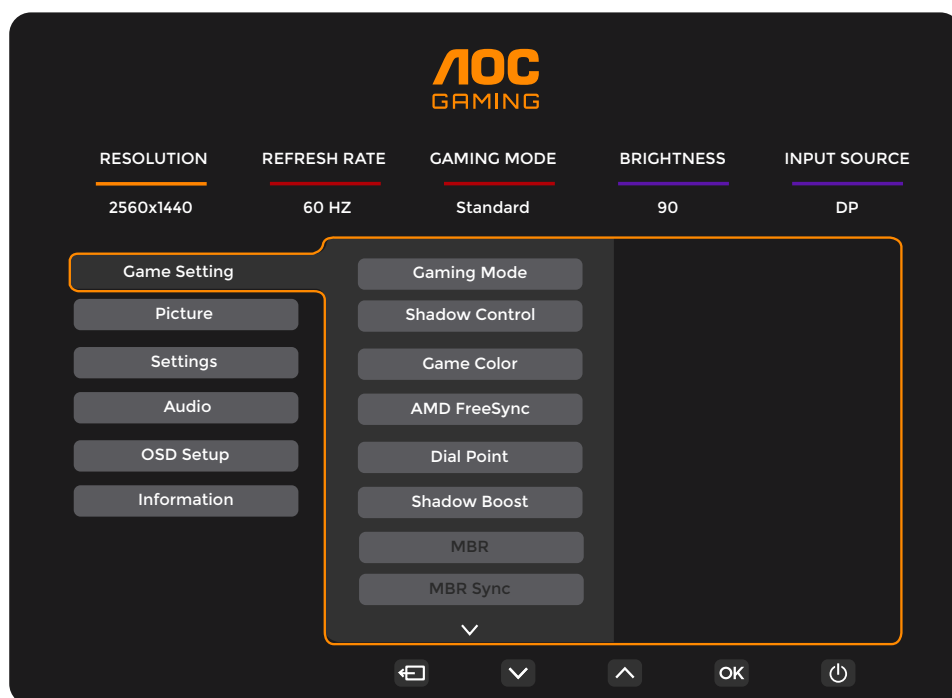 AOC
GAMING
RESOLUTION REFRESH RATE GAMING MODE BRIGHTNESS INPUT SOURCE
2560x1440 60 HZ Standard 90 DP
Game Setting
Picture
Settings
Audio
OSD Setup
Information
Gaming Mode
Shadow Control
Game Color
AMD FreeSync
Dial Point
Shadow Boost
MBR
MBR Sync
OK